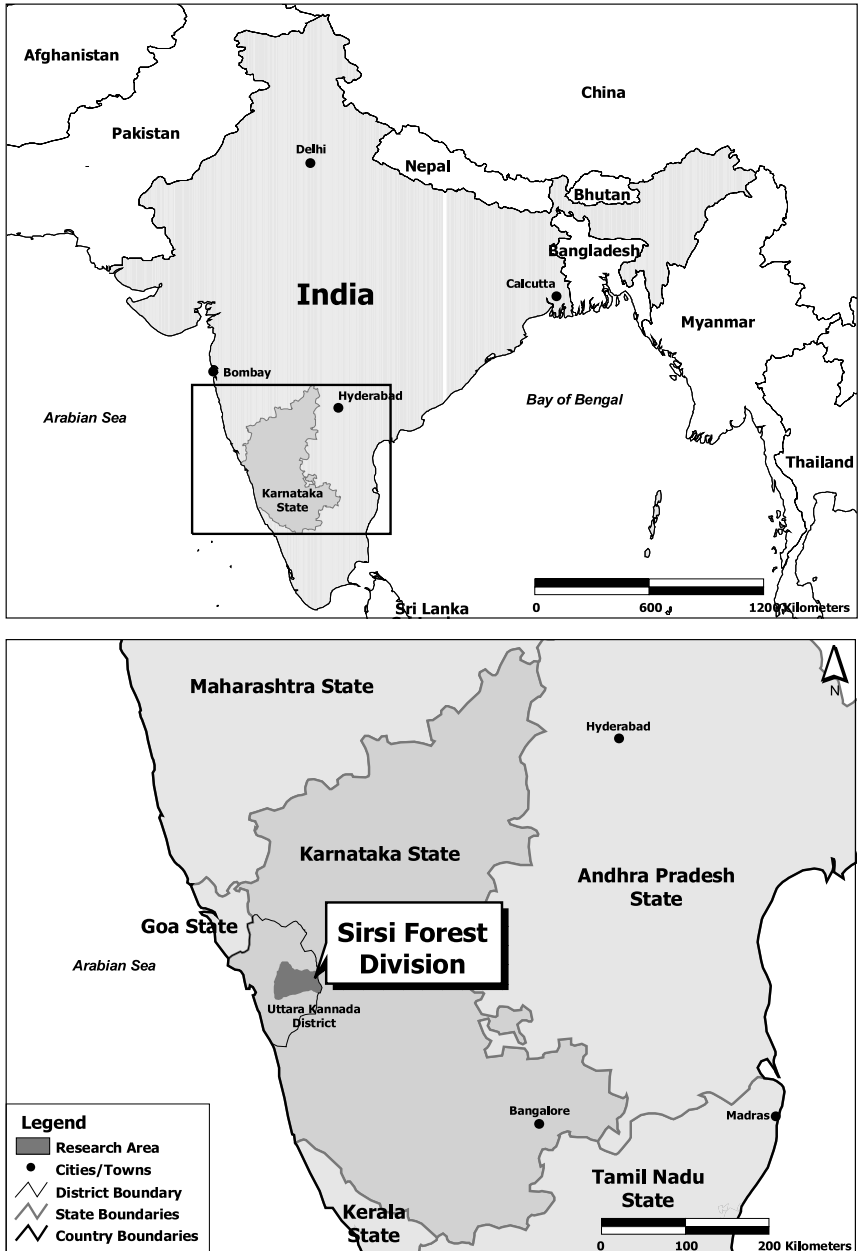 Afghanistan
China
Pakistan
Delhi
Nepal
Bhutan
Bangladesh
Calcutta
India
Myanmar
Bombay
Hyderabad
Arabian Sea
Bay of Bengal
Thailand
Karnataka
State
Sri Lanka
0 600 1200 Kilometers
Maharashtra State
N
Hyderabad
Karnataka State
Andhra Pradesh
State
Goa State
Sirsi Forest
Division
Arabian Sea
Uttara Kannada
District
Bangalore
Madras
Legend
Research Area
Cities/Towns
District Boundary
State Boundaries
Country Boundaries
Tamil Nadu
State
Kerala
State
0 100 200 Kilometers